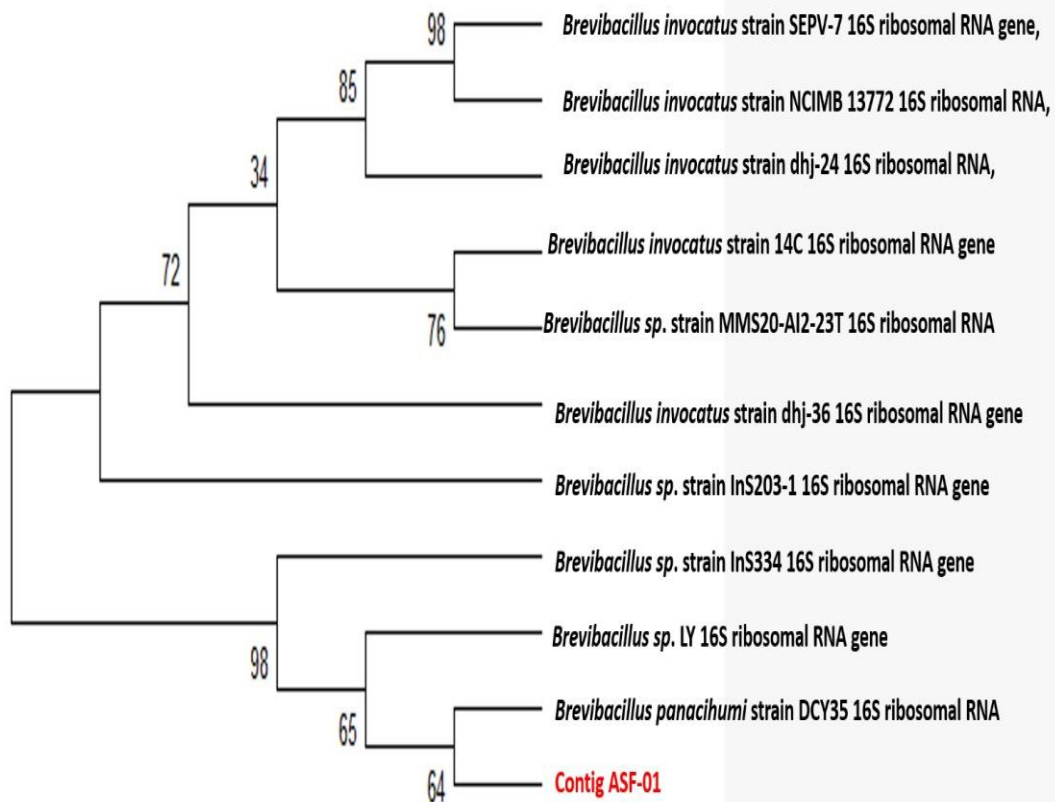 98
Brevibacillus invocatus strain SEPV-7 16S ribosomal RNA gene,
85
Brevibacillus invocatus strain NCIMB 13772 16S ribosomal RNA,
34
Brevibacillus invocatus strain dhj-24 16S ribosomal RNA,
72
Brevibacillus invocatus strain 14C 16S ribosomal RNA gene
76
Brevibacillus sp. strain MMS20-AI2-23T 16S ribosomal RNA
Brevibacillus invocatus strain dhj-36 16S ribosomal RNA gene
Brevibacillus sp. strain InS203-1 16S ribosomal RNA gene
Brevibacillus sp. strain InS334 16S ribosomal RNA gene
98
Brevibacillus sp. LY 16S ribosomal RNA gene
65
Brevibacillus panacihumi strain DCY35 16S ribosomal RNA
64
Contig ASF-01